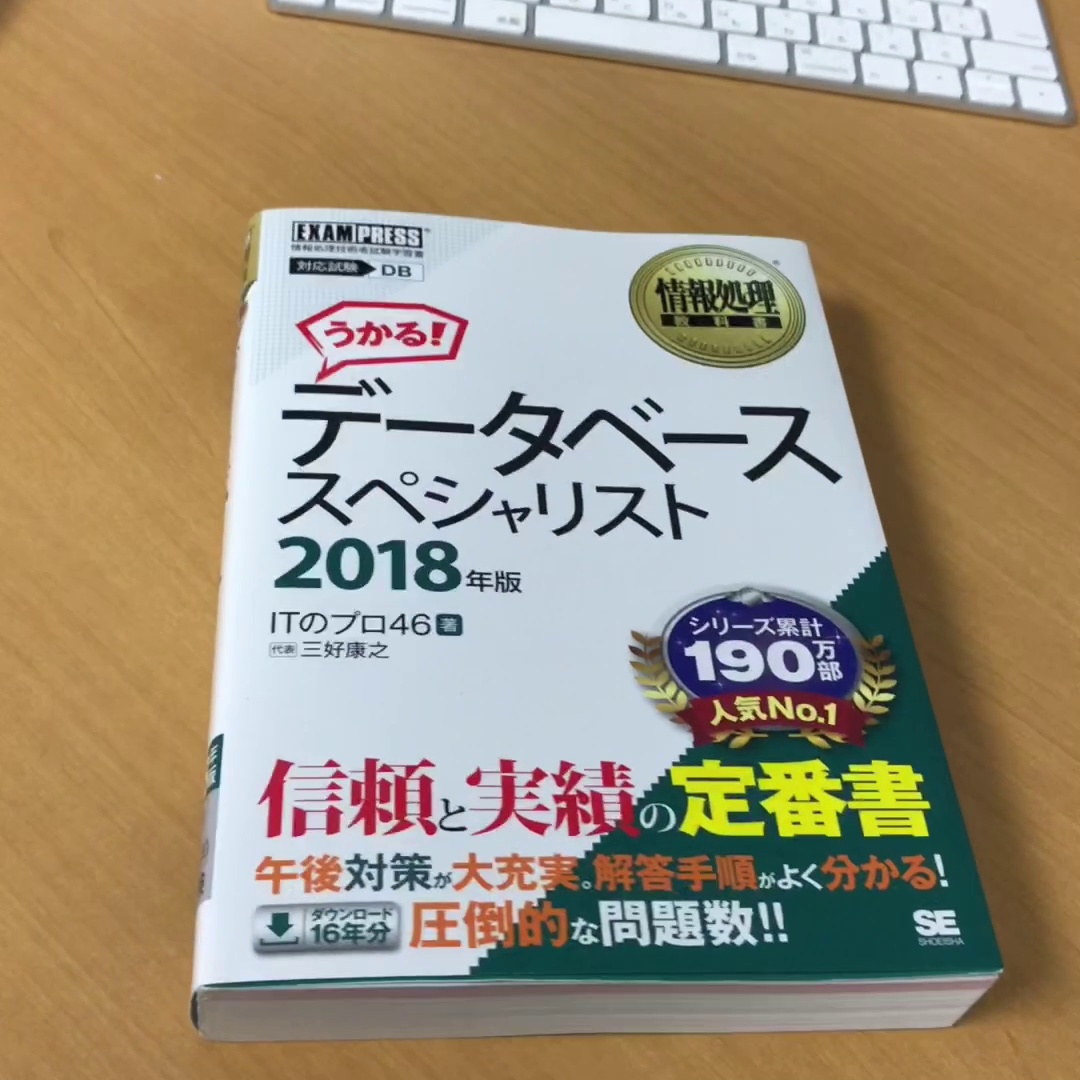 EXAMPRESS®
情報処理技術者試験学習書
対応試験 DB
情報処理®
教科書
うかる!
データベース
スペシャリスト
2018年版
ITのプロ46 著
代表 三好康之
シリーズ累計
190万部
人気No.1
信頼と実績の定番書
午後対策が大充実。解答手順がよく分かる!
ダウンロード
16年分
圧倒的な問題数!!
SE
SHOEISHA
年版